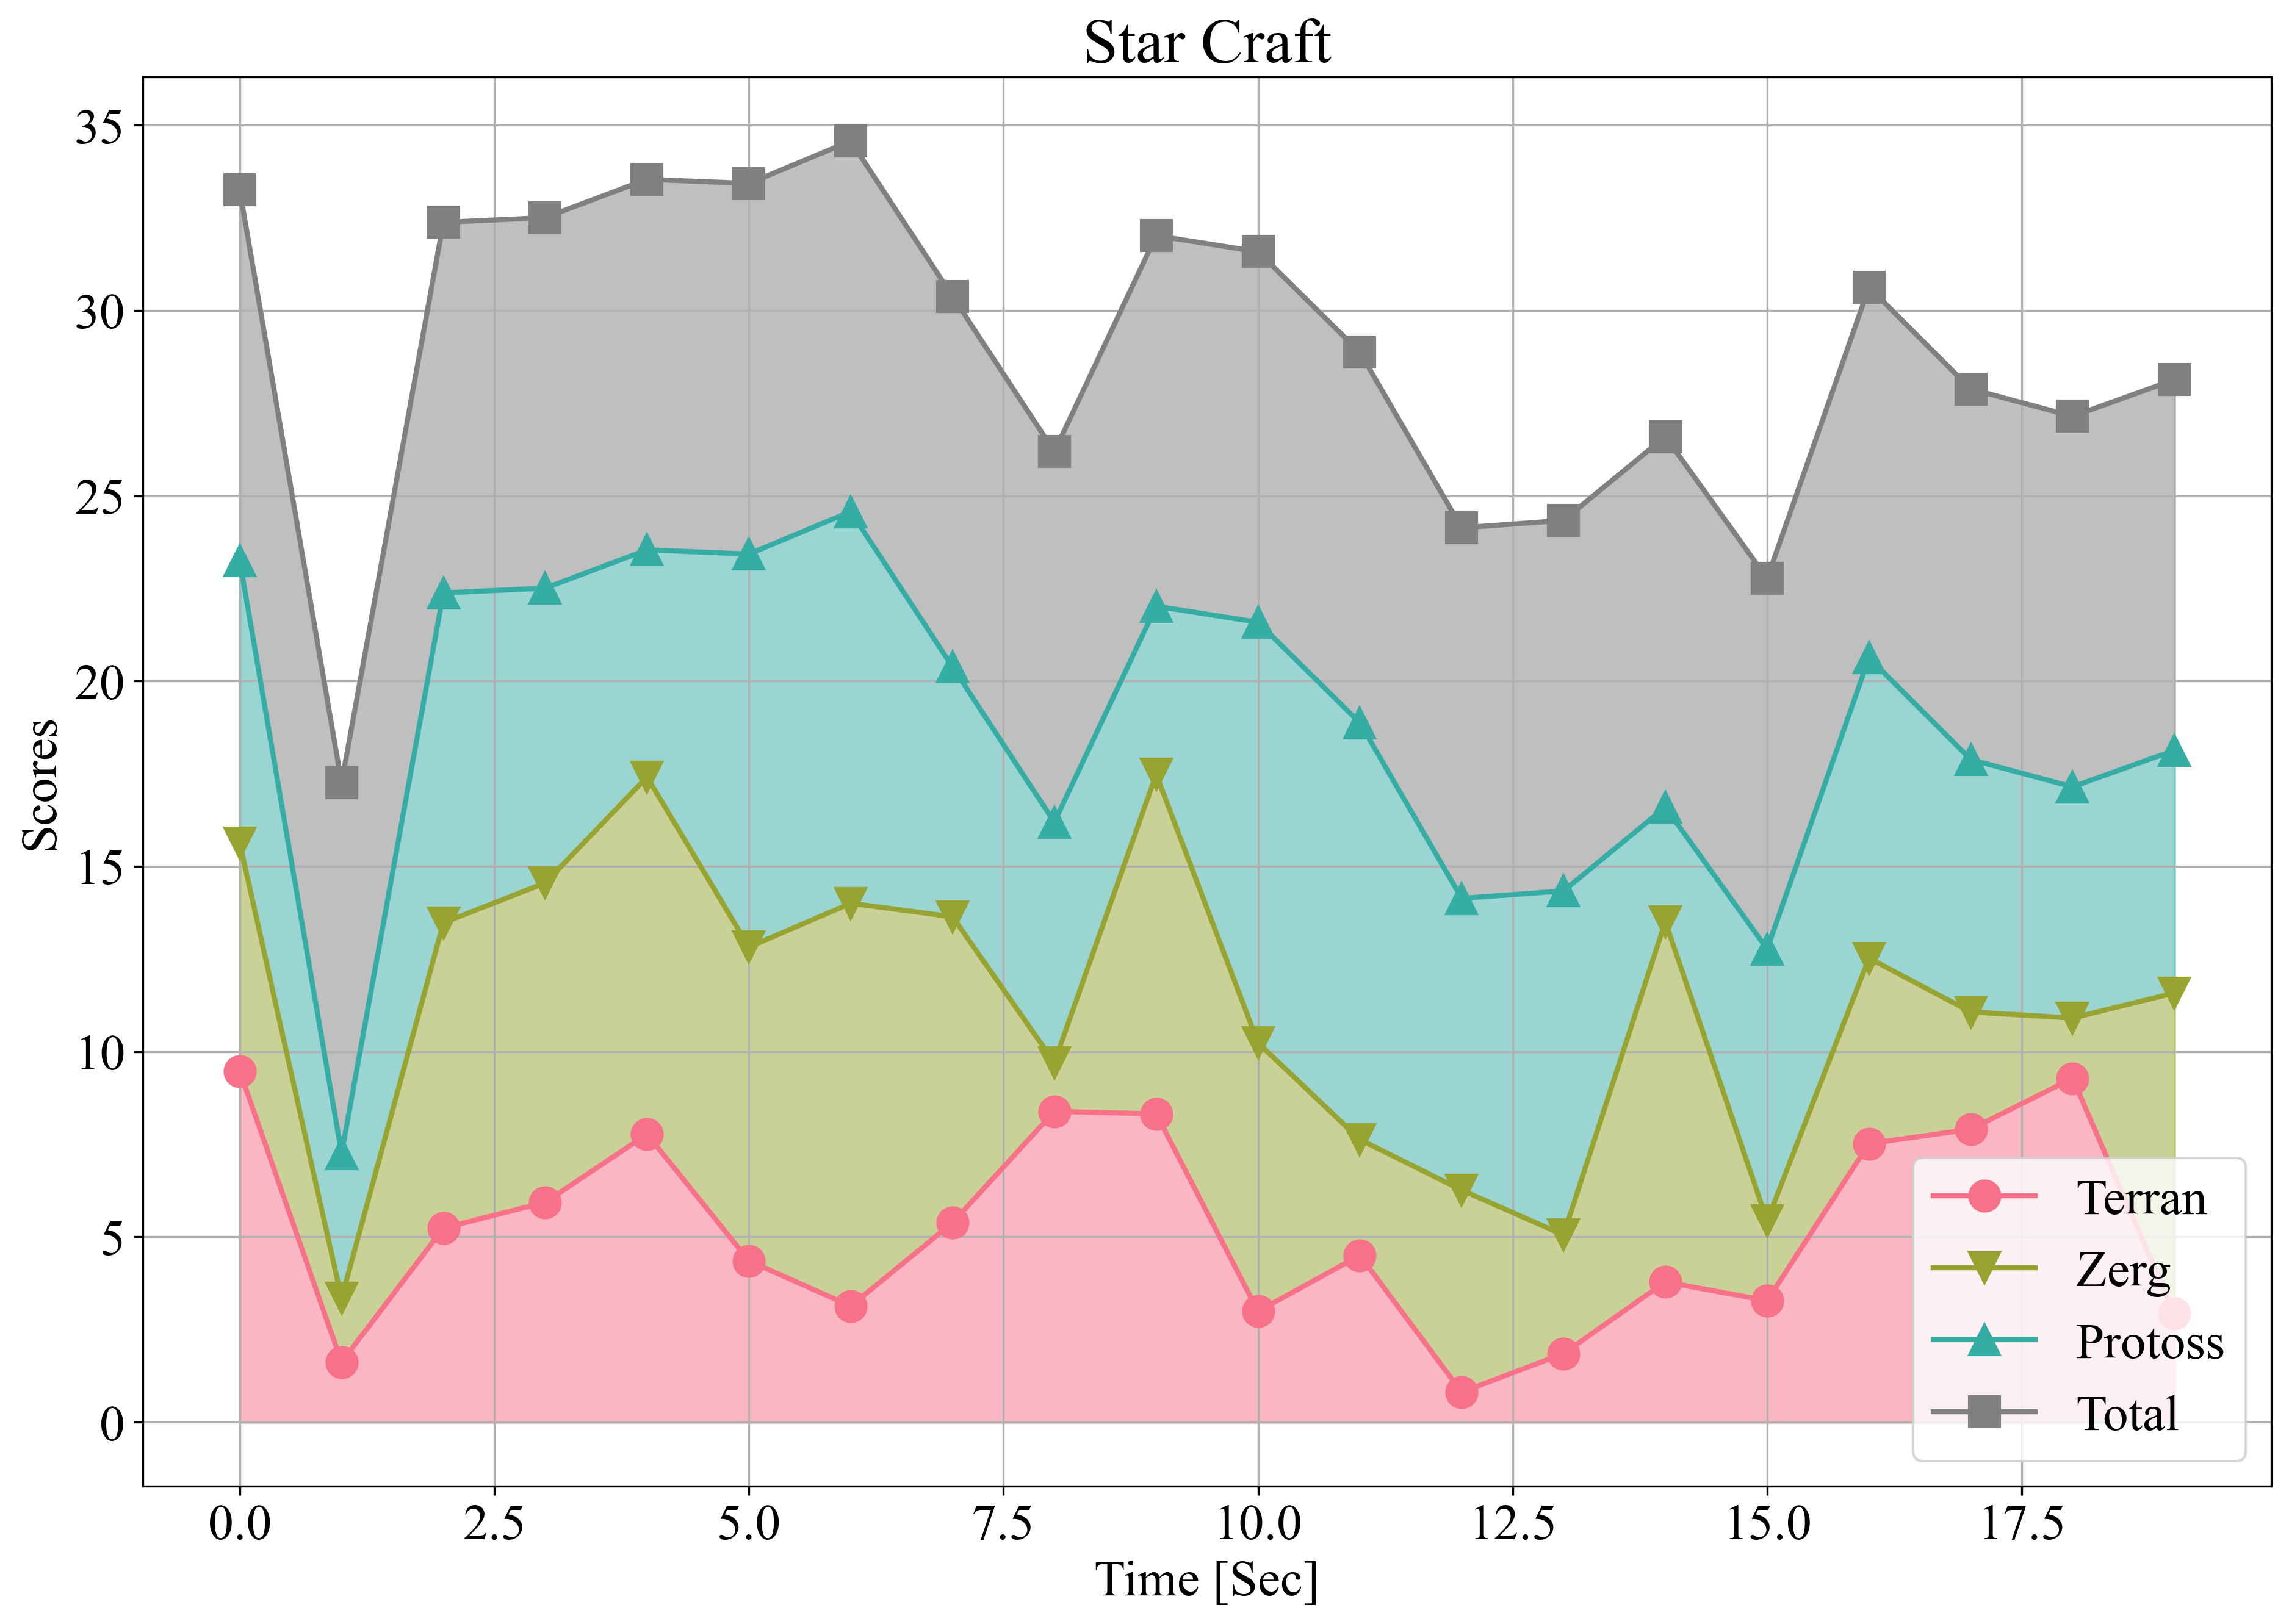 Star Craft
35
30
25
20
15
10
5
0
Scores
0.0 2.5 5.0 7.5 10.0 12.5 15.0 17.5
Time [Sec]
Terran
Zerg
Protoss
Total